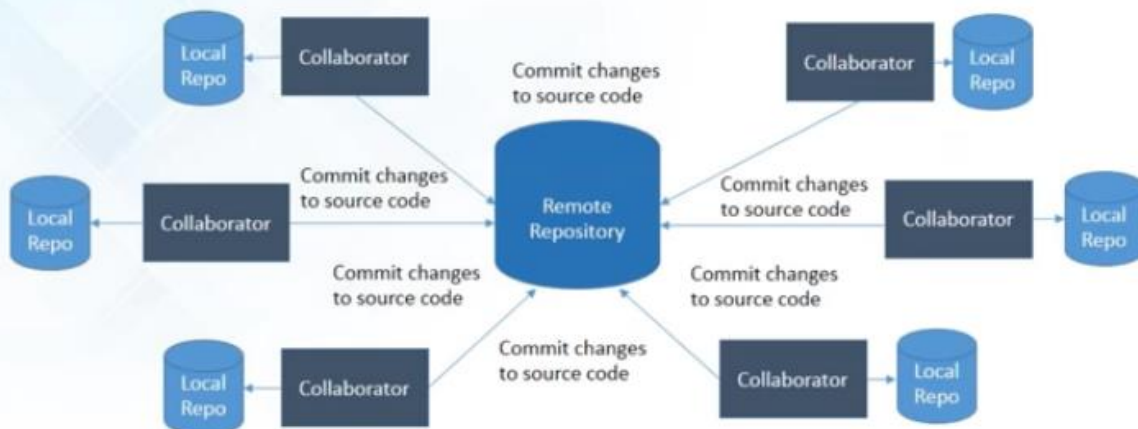 Local
Repo
Collaborator
Commit changes
to source code
Collaborator
Local
Repo
Local
Repo
Collaborator
Commit changes
to source code
Remote
Repository
Commit changes
to source code
Collaborator
Local
Repo
Commit changes
to source code
Commit changes
to source code
Local
Repo
Collaborator
Commit changes
to source code
Collaborator
Local
Repo